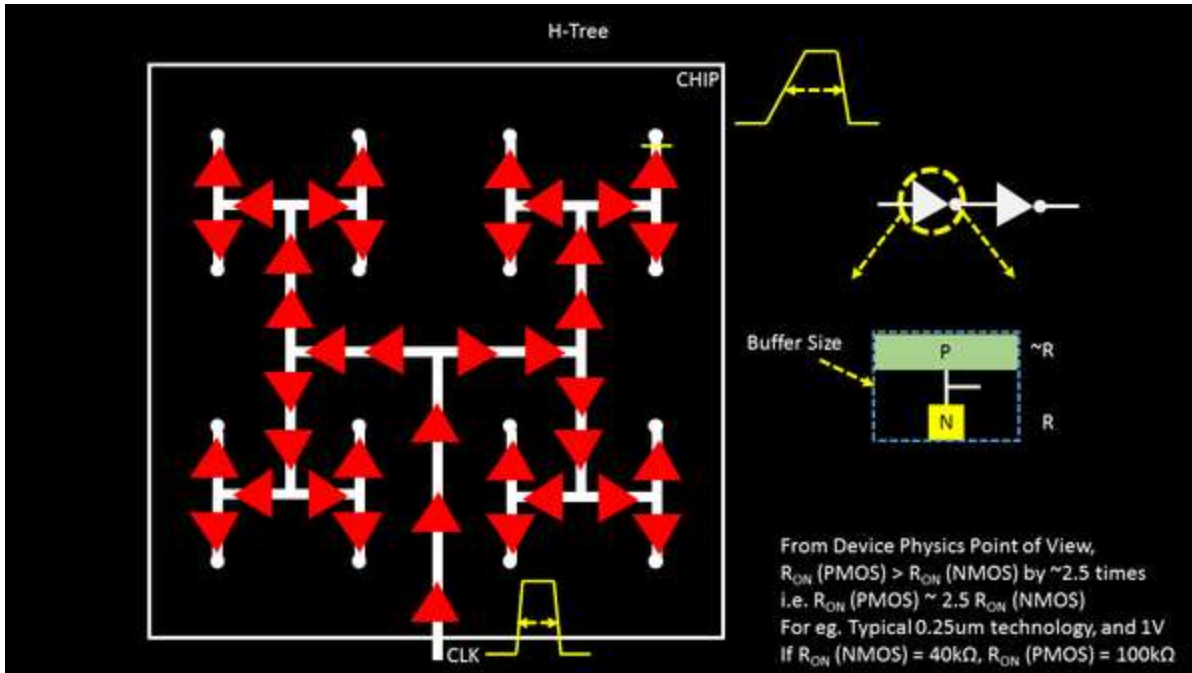 H-Tree
CHIP
Buffer Size
P
~R
N
R
CLK
From Device Physics Point of View,
RON (PMOS) > RON (NMOS) by ~2.5 times
i.e. RON (PMOS) ~ 2.5 RON (NMOS)
For eg. Typical 0.25um technology, and 1V
If RON (NMOS) = 40kΩ, RON (PMOS) = 100kΩ